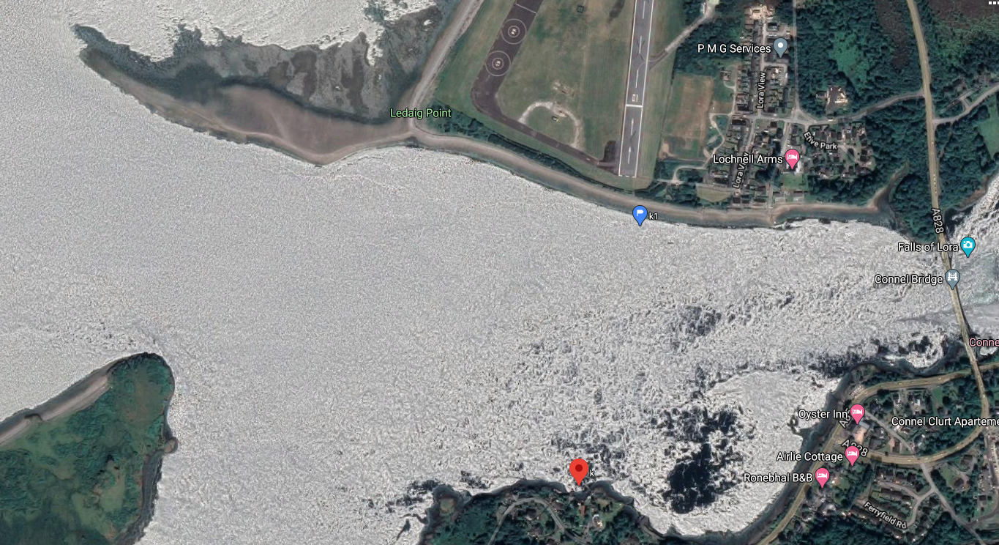 P M G Services
Lora View
Ledaig Point
Etive Park
Lochnell Arms
Lora View
k1
A828
Falls of Lora
Connel Bridge
Conne
Oyster Inn
Connel Clurt Aparteme
A828
Airlie Cottage
k
Ronebhal B&B
Ferryfield Rd